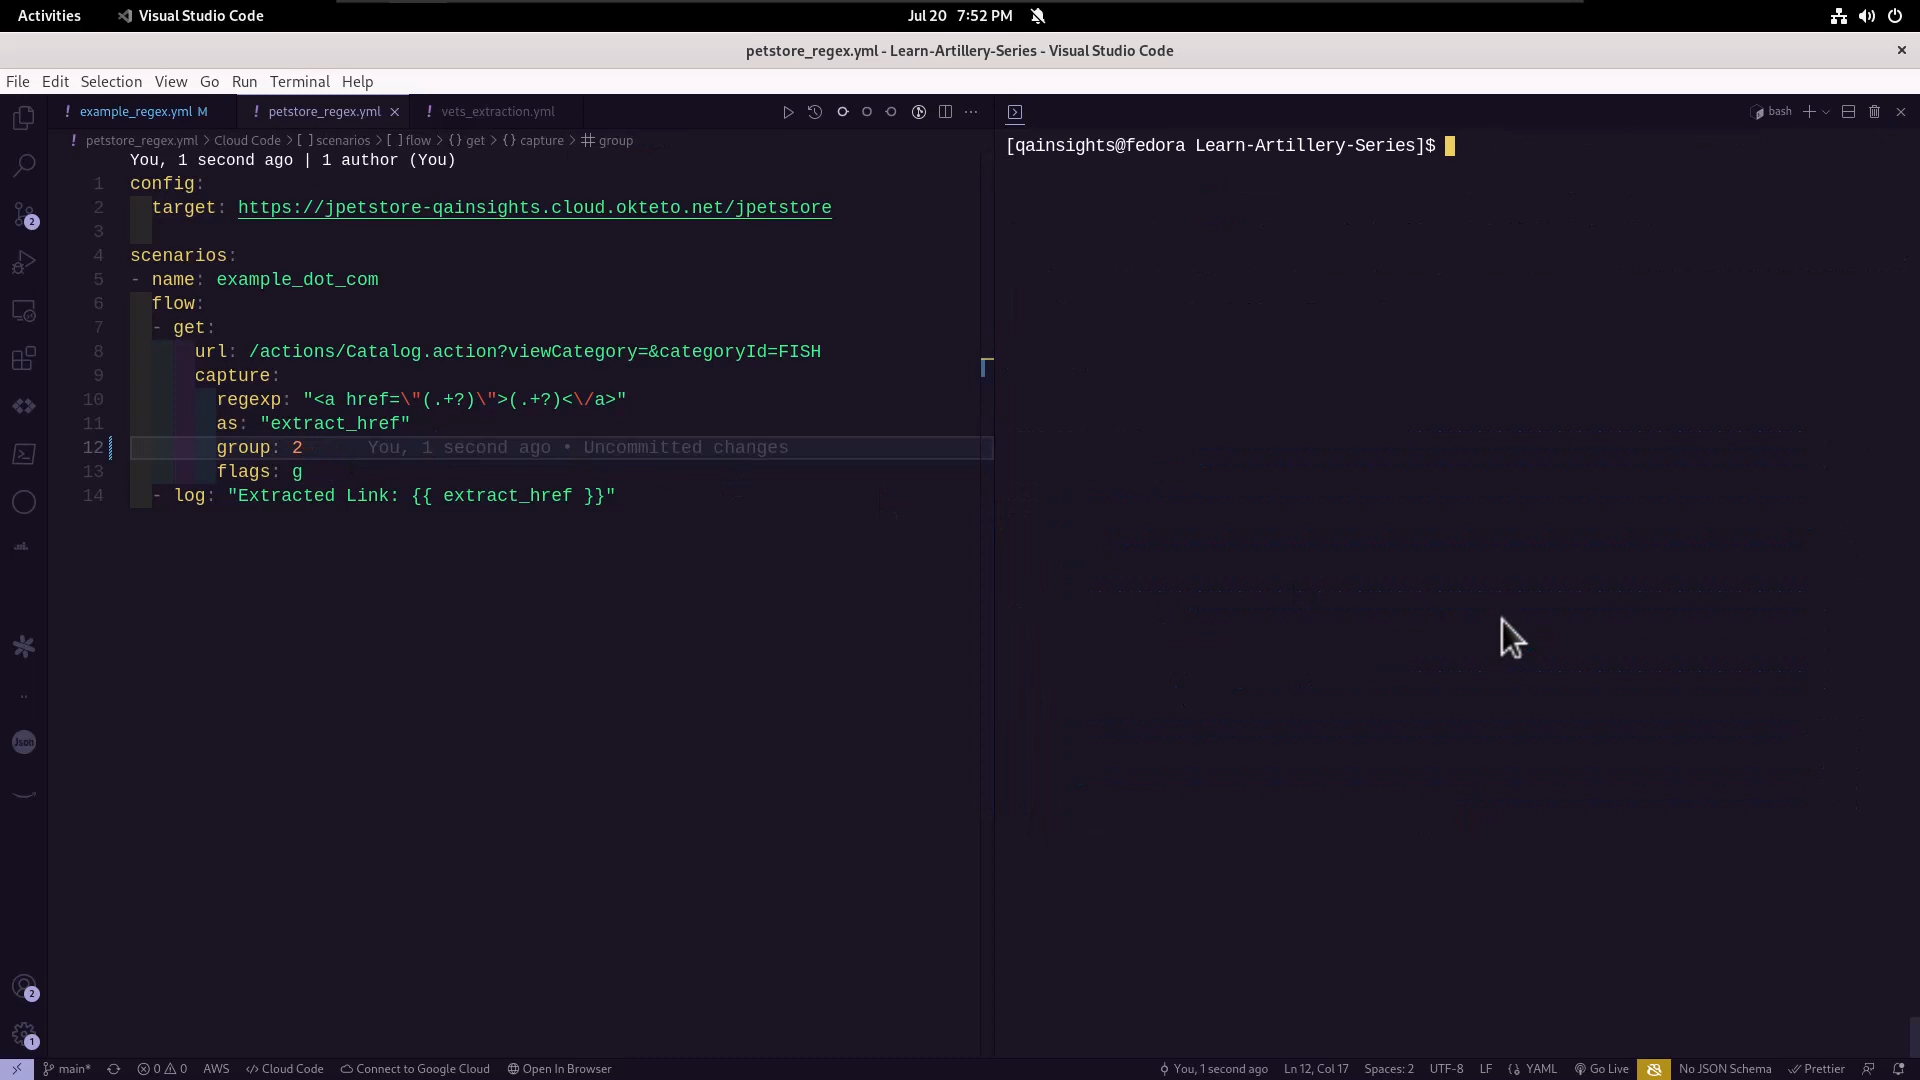 Activities Visual Studio Code Jul 20 7:52 PM
petstore_regex.yml - Learn-Artillery-Series - Visual Studio Code
File Edit Selection View Go Run Terminal Help
! example_regex.yml M ! petstore_regex.yml ! vets_extraction.yml bash
! petstore_regex.yml > Cloud Code > [ ] scenarios > [ ] flow > {} get > {} capture > group
You, 1 second ago | 1 author (You)
[qainsights@fedora Learn-Artillery-Series]$
1 config:
2 target: https://jpetstore-qainsights.cloud.okteto.net/jpetstore
3
4 scenarios:
5 - name: example_dot_com
6 flow:
7 - get:
8 url: /actions/Catalog.action?viewCategory=&categoryId=FISH
9 capture:
10 regexp: "<a href=\"(.+?)\">(.+?)<\/a>"
11 as: "extract_href"
12 group: 2 You, 1 second ago • Uncommitted changes
13 flags: g
14 - log: "Extracted Link: {{ extract_href }}"
2
Json
2
1
main* 0 0 AWS Cloud Code Connect to Google Cloud Open In Browser You, 1 second ago Ln 12, Col 17 Spaces: 2 UTF-8 LF YAML Go Live No JSON Schema Prettier